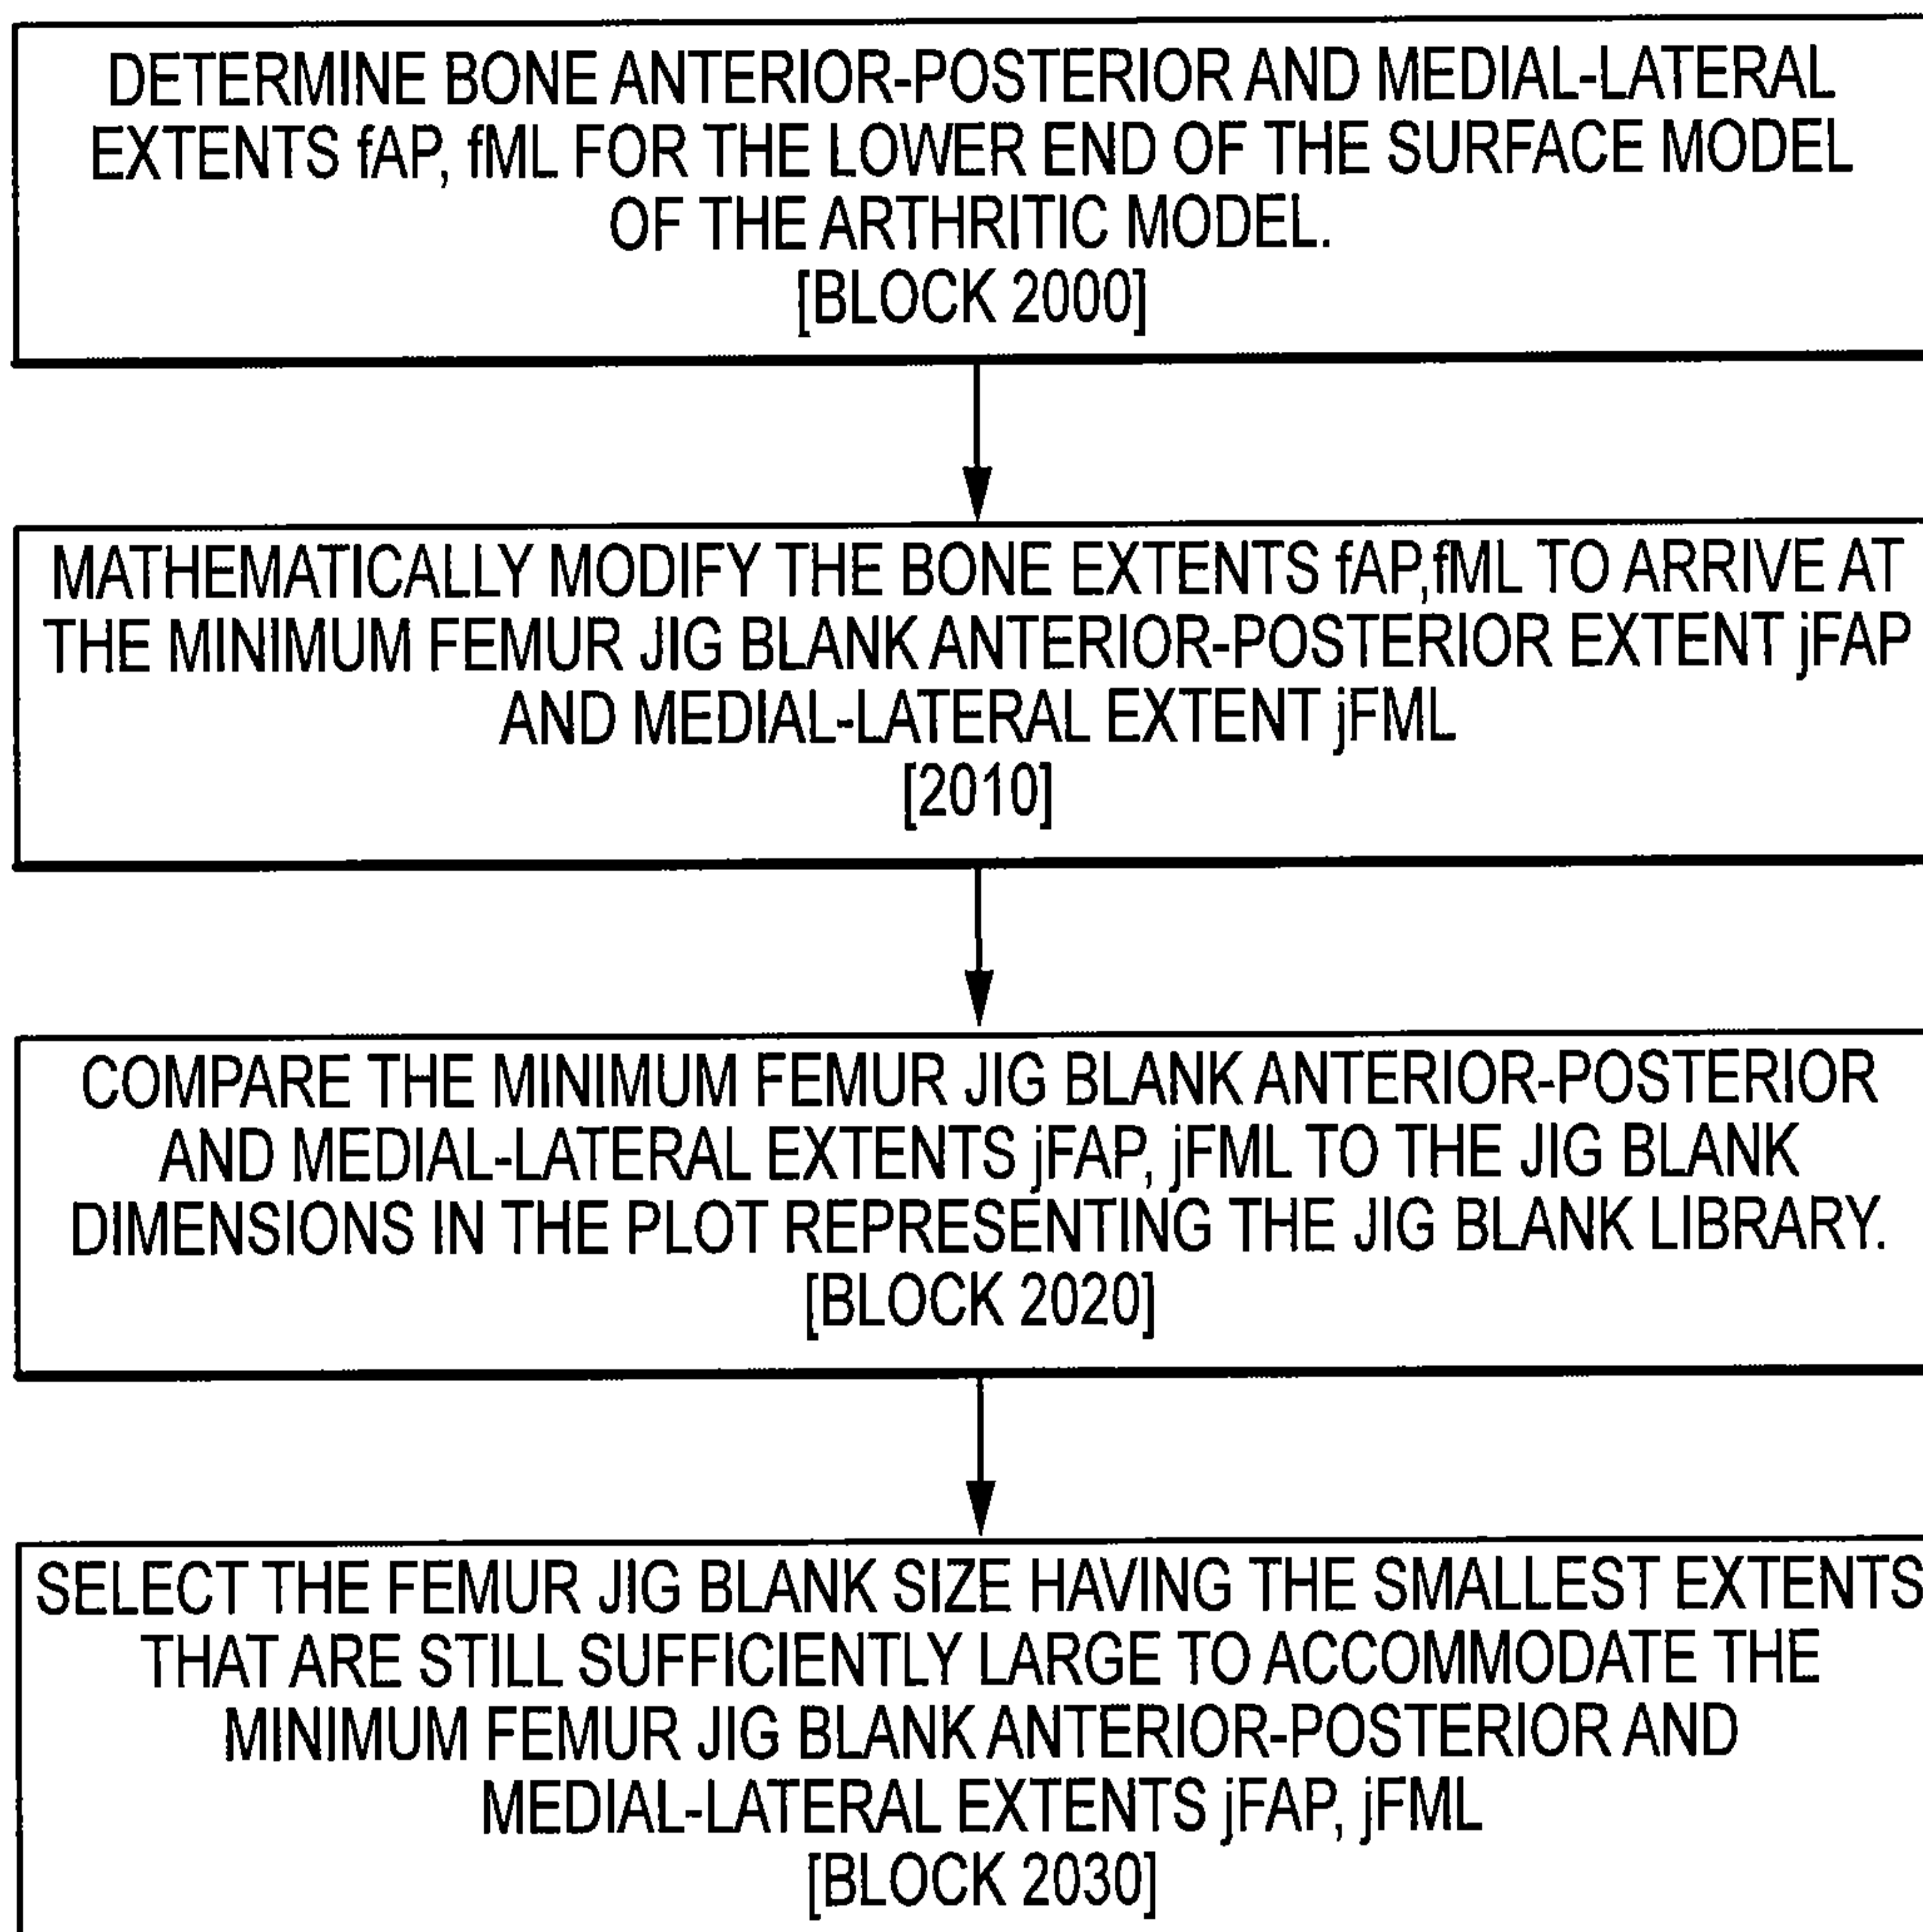 DETERMINE BONE ANTERIOR-POSTERIOR AND MEDIAL-LATERAL
EXTENTS fAP, fML FOR THE LOWER END OF THE SURFACE MODEL
OF THE ARTHRITIC MODEL.
[BLOCK 2000]
MATHEMATICALLY MODIFY THE BONE EXTENTS fAP,fML TO ARRIVE AT
THE MINIMUM FEMUR JIG BLANK ANTERIOR-POSTERIOR EXTENT jFAP
AND MEDIAL-LATERAL EXTENT jFML
[2010]
COMPARE THE MINIMUM FEMUR JIG BLANK ANTERIOR-POSTERIOR
AND MEDIAL-LATERAL EXTENTS jFAP, jFML TO THE JIG BLANK
DIMENSIONS IN THE PLOT REPRESENTING THE JIG BLANK LIBRARY.
[BLOCK 2020]
SELECT THE FEMUR JIG BLANK SIZE HAVING THE SMALLEST EXTENTS
THAT ARE STILL SUFFICIENTLY LARGE TO ACCOMMODATE THE
MINIMUM FEMUR JIG BLANK ANTERIOR-POSTERIOR AND
MEDIAL-LATERAL EXTENTS jFAP, jFML
[BLOCK 2030]